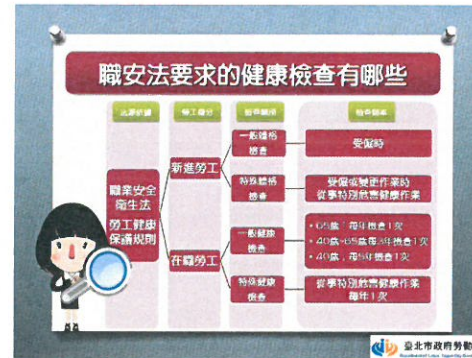 職安法要求的健康檢查有哪些
法源依據
勞工身分
檢查類別
檢查頻率
職業安全
衛生法
勞工健康
保護規則
新進勞工
一般體格
檢查
受僱時
特殊體格
檢查
受僱或變更作業時
從事特別危害健康作業
在職勞工
一般健康
檢查
65歲：每年檢查1次
40歲-65歲每3年檢查1次
40歲：每5年檢查1次
特殊健康
檢查
從事特別危害健康作業
每年1次
臺北市政府勞動